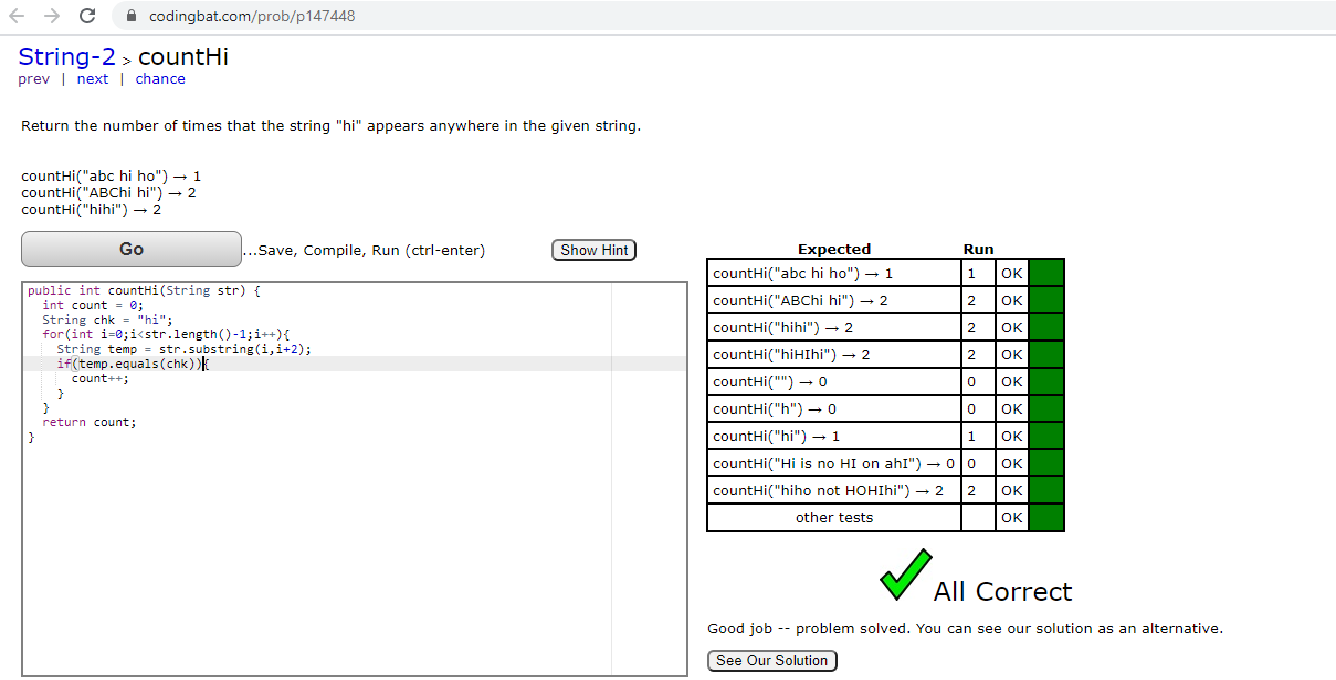 codingbat.com/prob/p147448
String-2 > countHi
prev | next | chance
Return the number of times that the string "hi" appears anywhere in the given string.
countHi("abc hi ho") → 1
countHi("ABChi hi") → 2
countHi("hihi") → 2
Go
...Save, Compile, Run (ctrl-enter)
Show Hint
public int countHi(String str) {
  int count = 0;
  String chk = "hi";
  for(int i=0;i<str.length()-1;i++){
    String temp = str.substring(i,i+2);
    if(temp.equals(chk)){
      count++;
    }
  }
  return count;
}
Expected Run
countHi("abc hi ho") → 1 1 OK
countHi("ABChi hi") → 2 2 OK
countHi("hihi") → 2 2 OK
countHi("hiHIhi") → 2 2 OK
countHi("") → 0 0 OK
countHi("h") → 0 0 OK
countHi("hi") → 1 1 OK
countHi("Hi is no HI on ahI") → 0 0 OK
countHi("hiho not HOHIhi") → 2 2 OK
other tests OK
All Correct
Good job -- problem solved. You can see our solution as an alternative.
See Our Solution